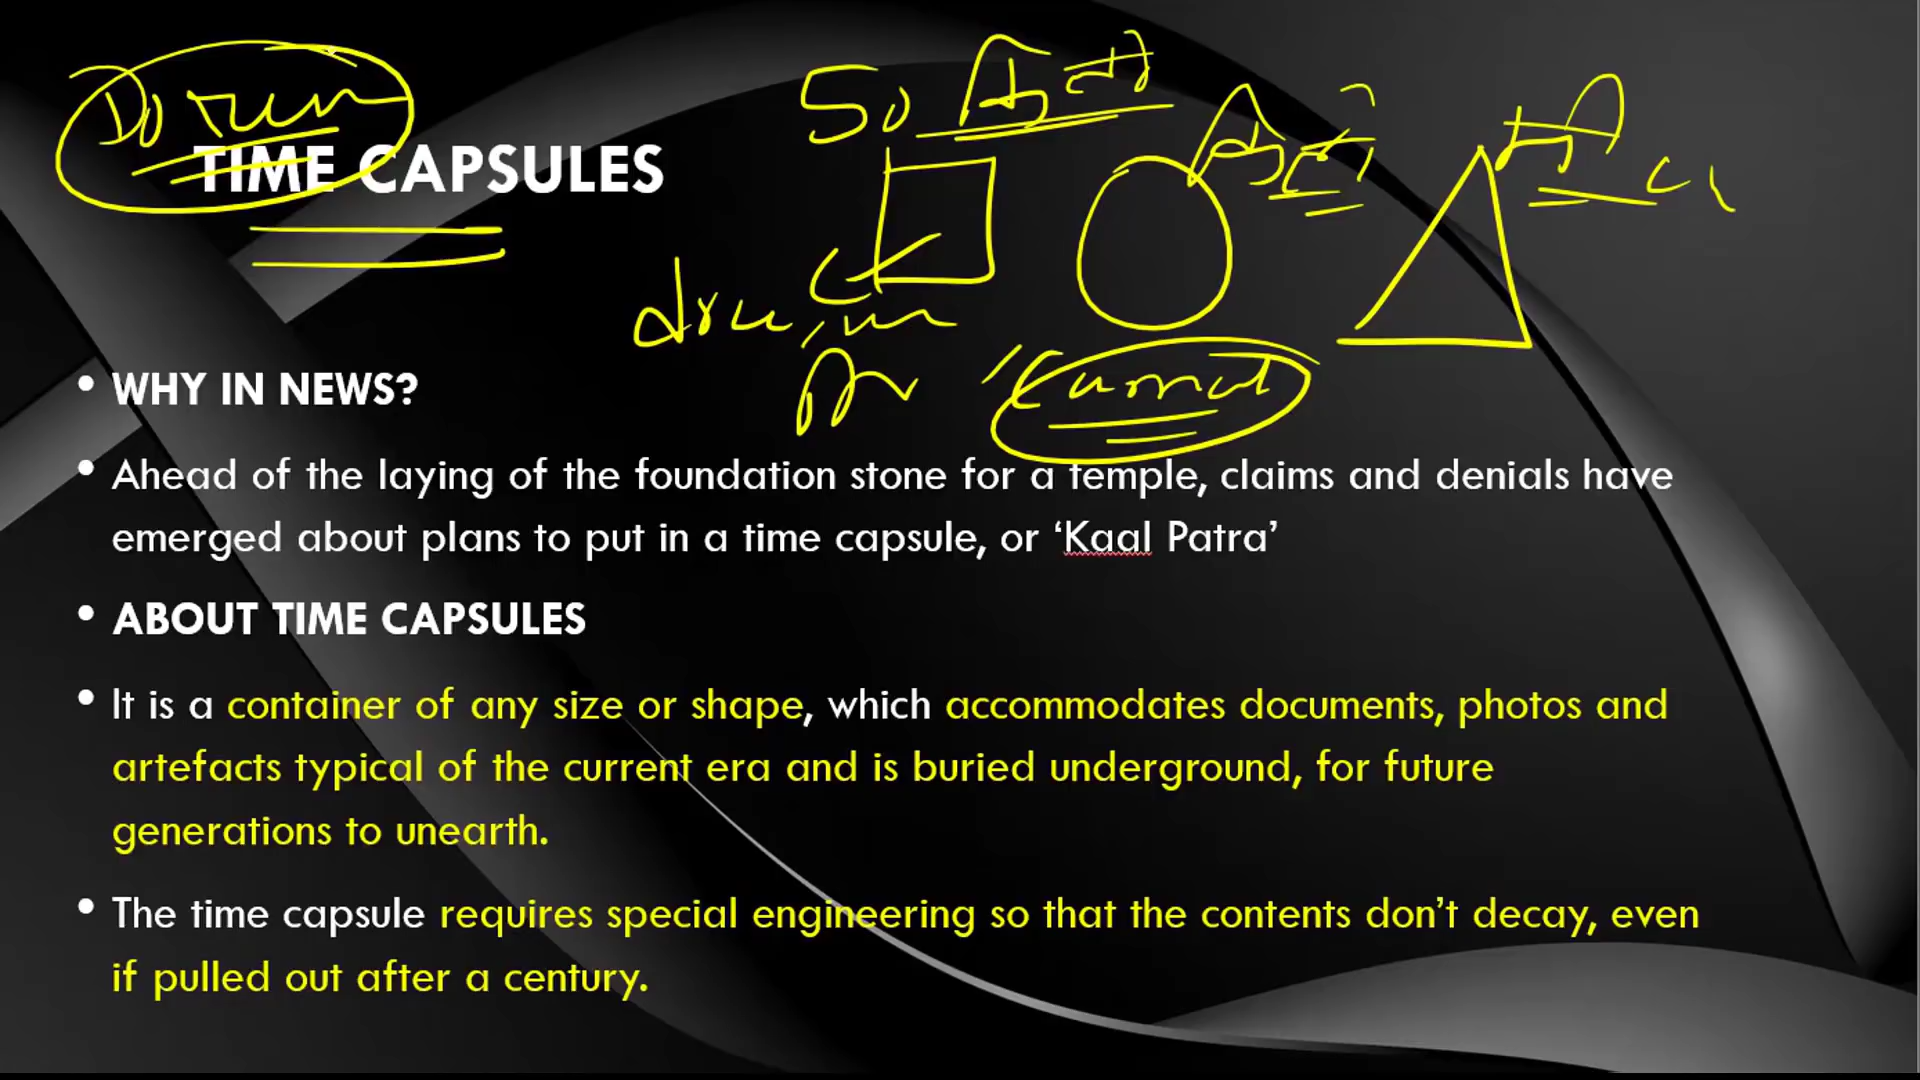 TIME CAPSULES
• WHY IN NEWS?
• Ahead of the laying of the foundation stone for a temple, claims and denials have
emerged about plans to put in a time capsule, or ‘Kaal Patra’
• ABOUT TIME CAPSULES
• It is a container of any size or shape, which accommodates documents, photos and
artefacts typical of the current era and is buried underground, for future
generations to unearth.
• The time capsule requires special engineering so that the contents don’t decay, even
if pulled out after a century.